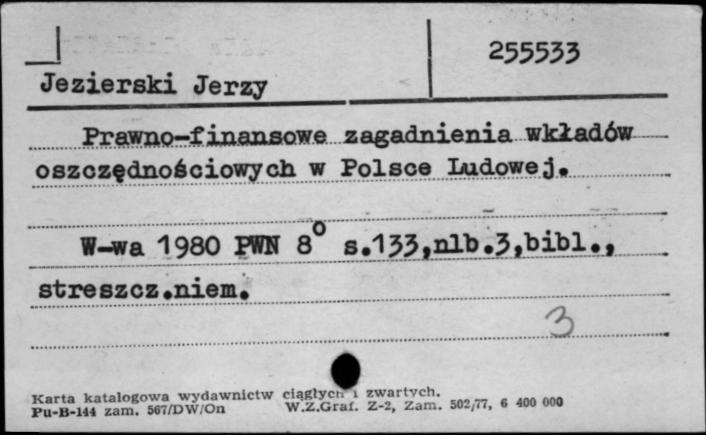 255533
Jezierski Jerzy
Prawno-finansowe zagadnienia wkładów
oszczędnościowych w Polsce Ludowej.
W-wa 1980 PWN 8° s.133,nlb.3,bibl.,
streszcz.niem.
3
Karta katalogowa wydawnictw ciągłych i zwartych.
Pu-B-144 zam. 567/DW/On W.Z.Graf. Z-2, Zam. 502/77, 6 400 000